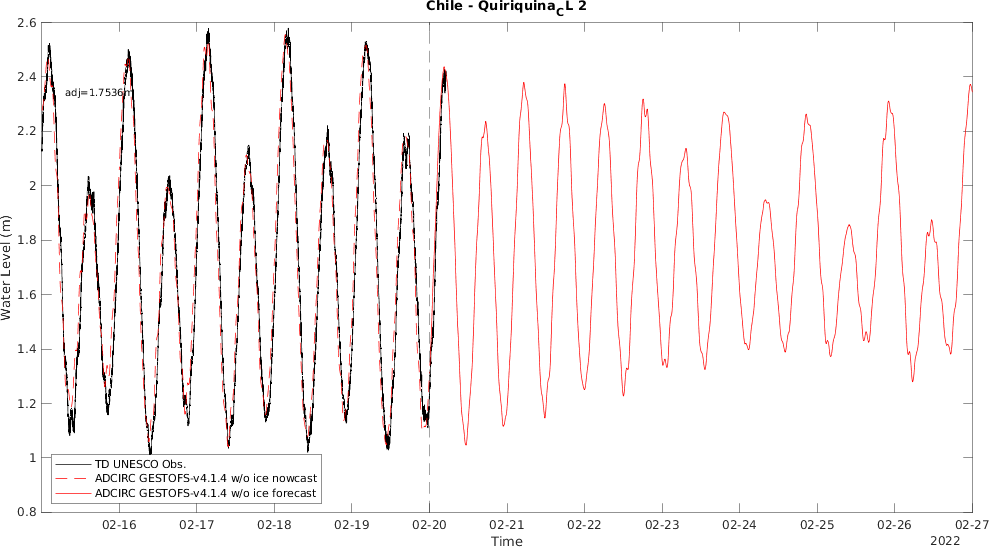 Chile - Quiriquina_CL 2
2.6
2.4
adj=1.7536m
2.2
2
1.8
Water Level (m)
1.6
1.4
1.2
1
TD UNESCO Obs.
ADCIRC GESTOFS-v4.1.4 w/o ice nowcast
ADCIRC GESTOFS-v4.1.4 w/o ice forecast
0.8
02-16 02-17 02-18 02-19 02-20 02-21 02-22 02-23 02-24 02-25 02-26 02-27
Time
2022